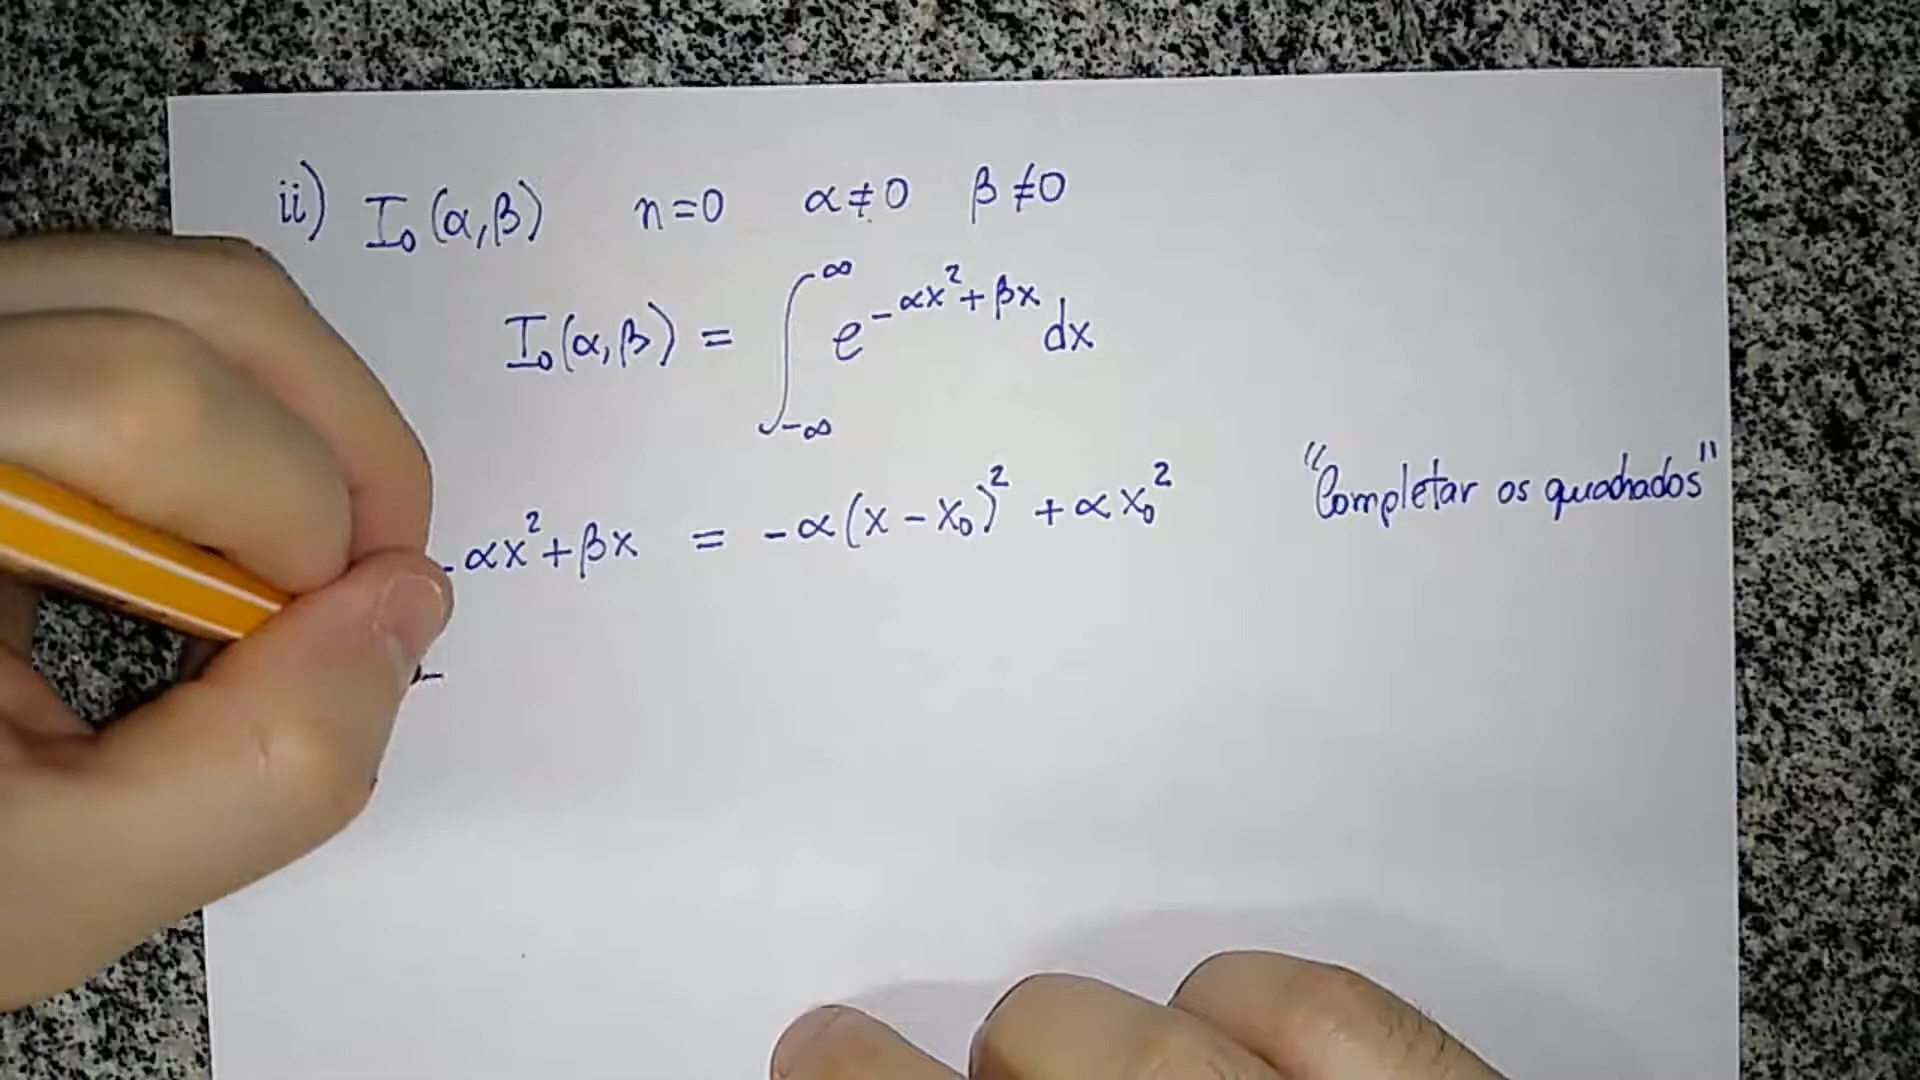 ii) I₀(α,β) n=0 α≠0 β≠0
I₀(α,β) = ∫_{-∞}^{∞} e^{-αx²+βx} dx
-αx²+βx = -α(x-x₀)² + αx₀² "Completar os quadrados"
-